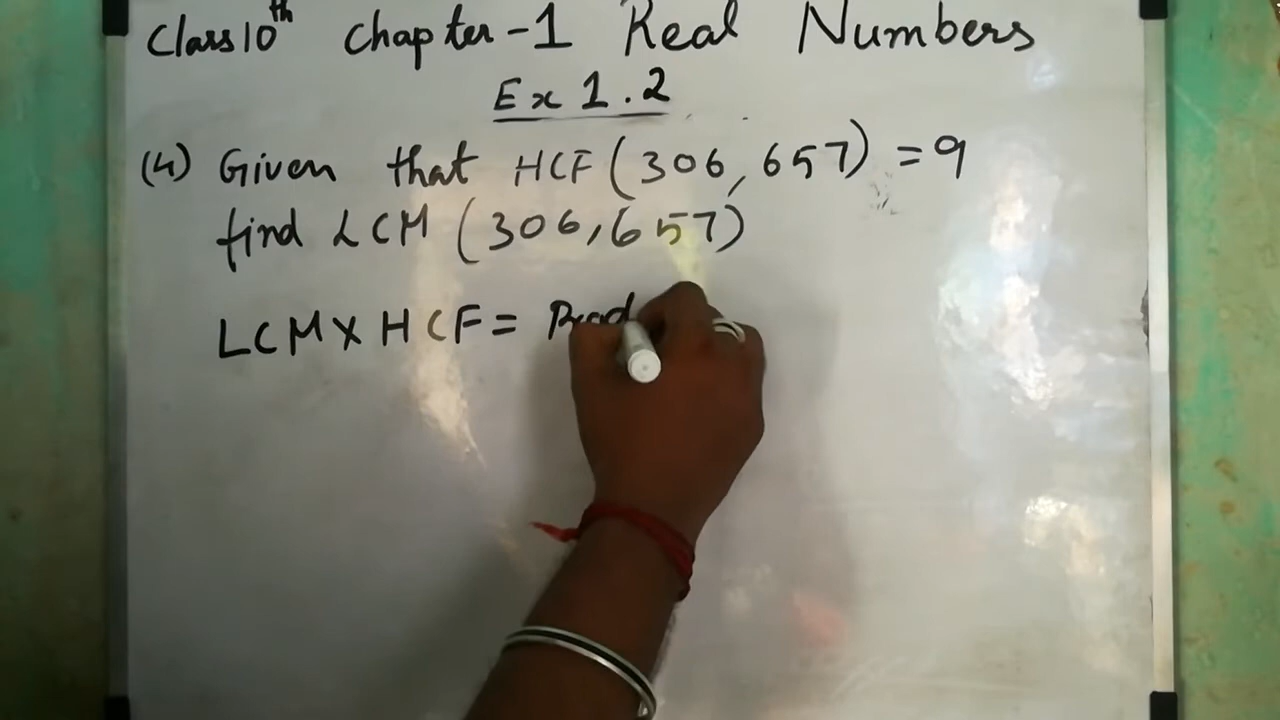 Class 10th Chapter-1 Real Numbers
Ex 1.2
(4) Given that HCF (306, 657) = 9
find LCM (306, 657)
LCM X HCF = Prod